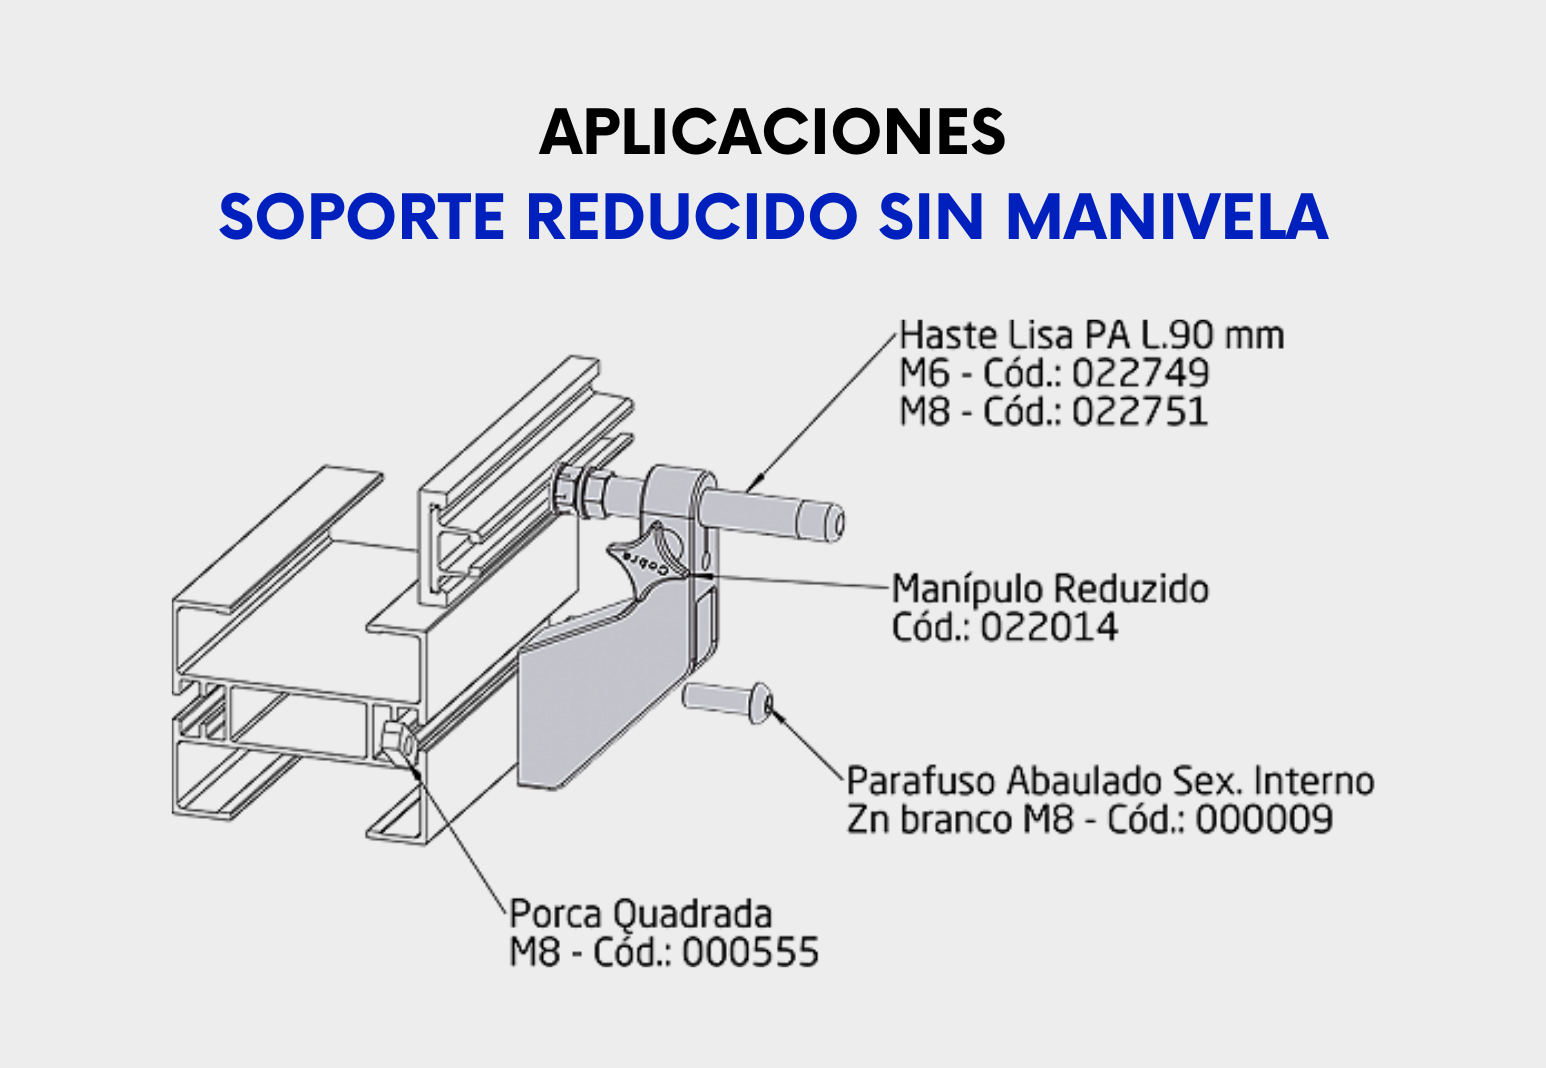 APLICACIONES
SOPORTE REDUCIDO SIN MANIVELA
Haste Lisa PA L.90 mm
M6 - Cód.: 022749
M8 - Cód.: 022751
Cobra
Manípulo Reduzido
Cód.: 022014
Parafuso Abaulado Sex. Interno
Zn branco M8 - Cód.: 000009
Porca Quadrada
M8 - Cód.: 000555